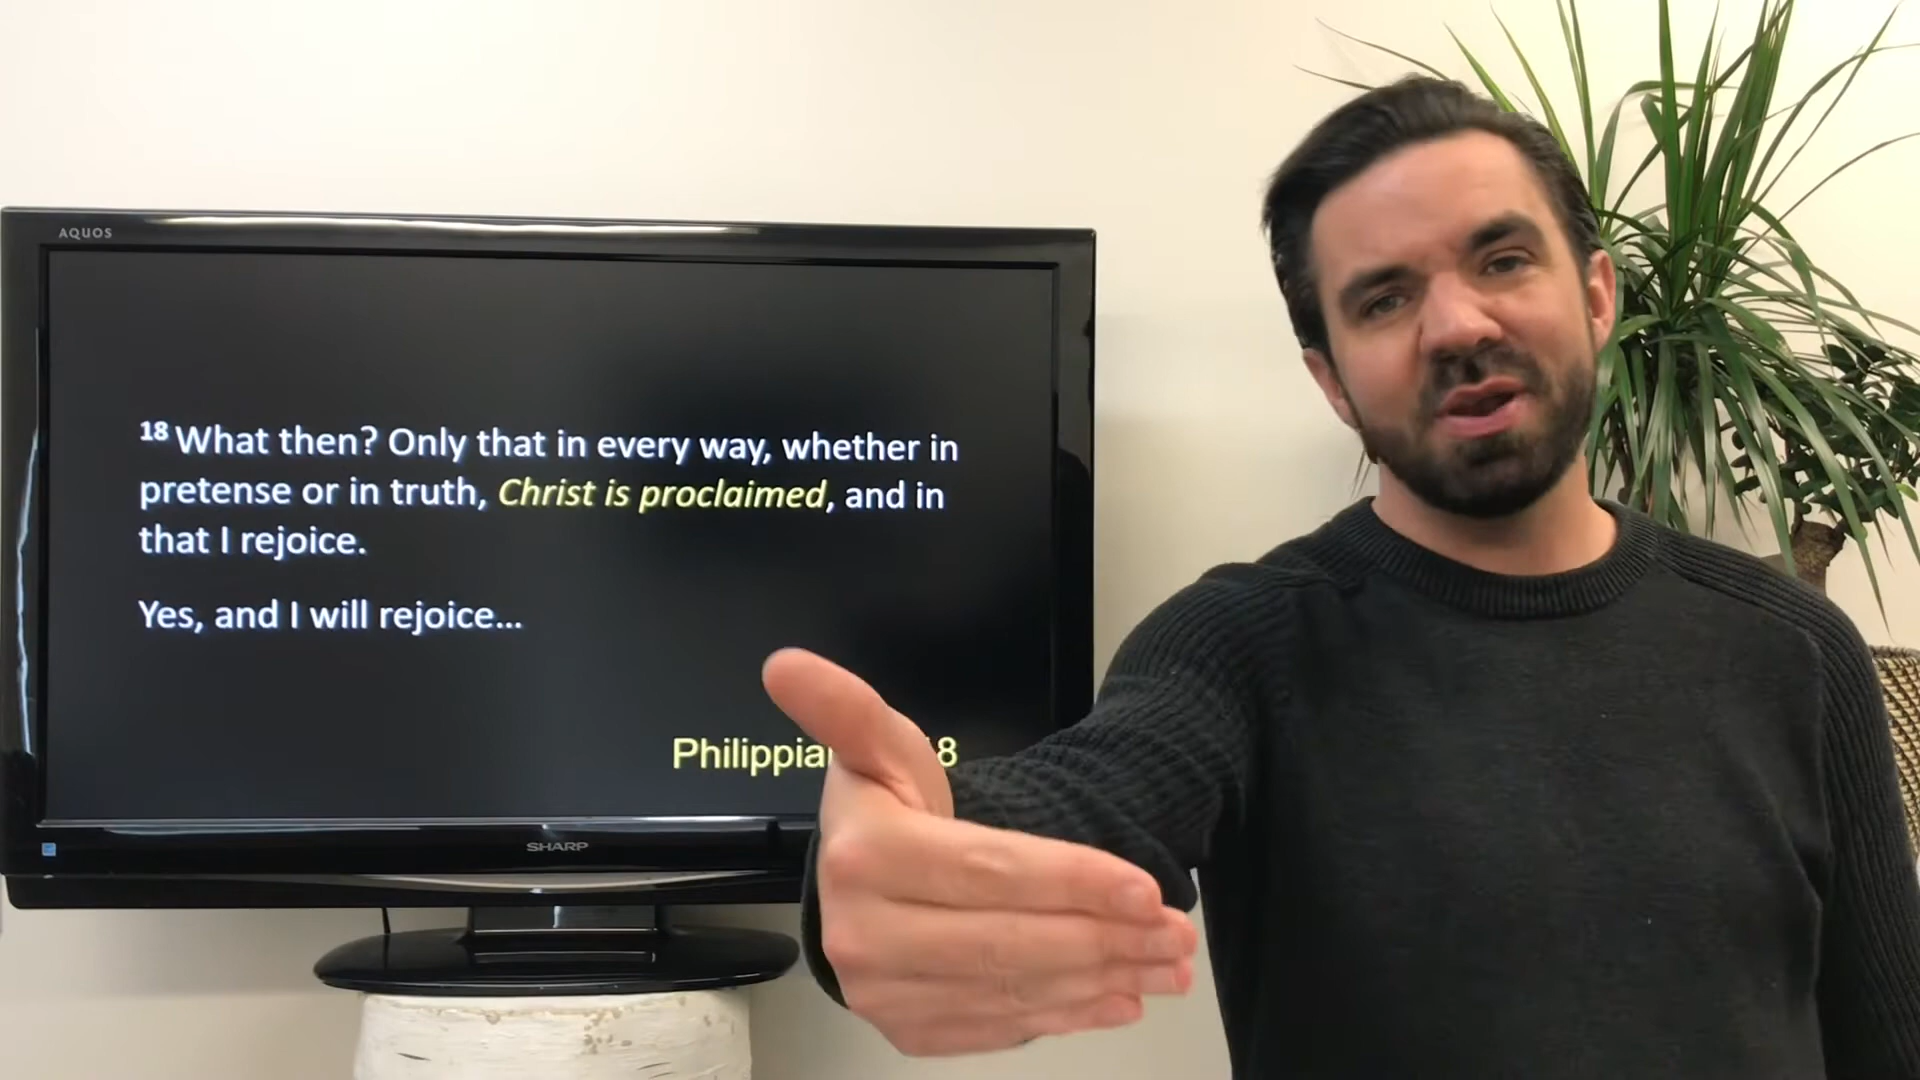 AQUOS
18 What then? Only that in every way, whether in
pretense or in truth, Christ is proclaimed, and in
that I rejoice.
Yes, and I will rejoice...
8
SHARP